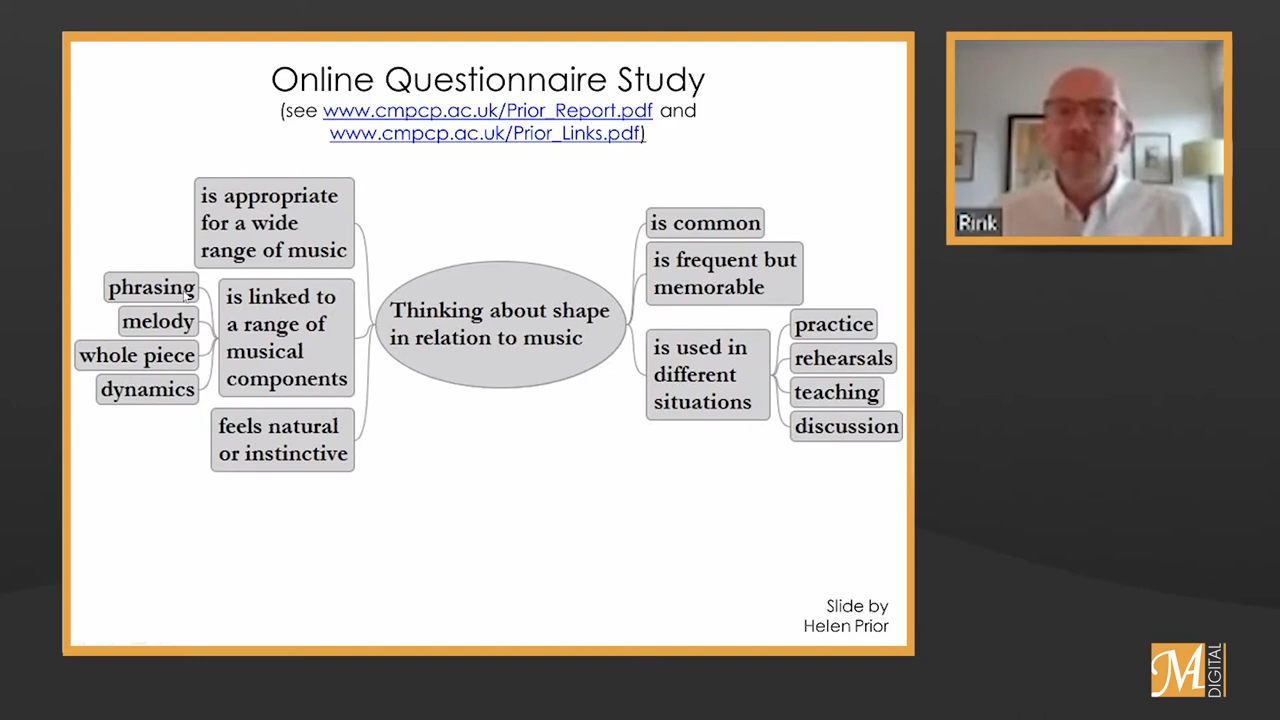 Online Questionnaire Study
(see www.cmpcp.ac.uk/Prior_Report.pdf and
www.cmpcp.ac.uk/Prior_Links.pdf)
is appropriate
for a wide
range of music
phrasing
melody
whole piece
dynamics
is linked to
a range of
musical
components
feels natural
or instinctive
Thinking about shape
in relation to music
is common
is frequent but
memorable
is used in
different
situations
practice
rehearsals
teaching
discussion
Slide by
Helen Prior
Rink
M
DIGITAL